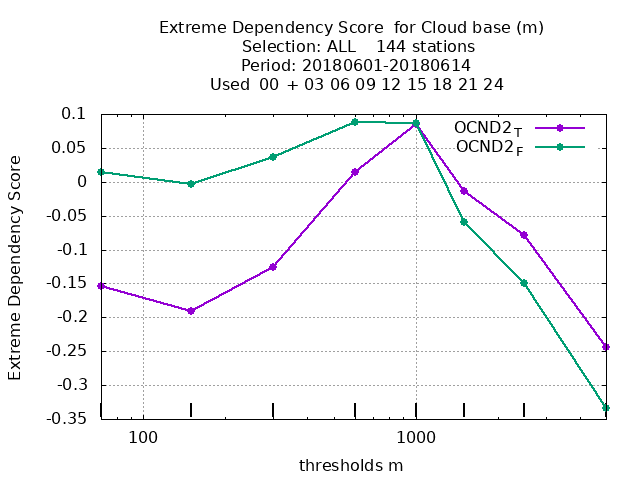 Extreme Dependency Score  for Cloud base (m)
Selection: ALL    144 stations
Period: 20180601-20180614
Used  00 + 03 06 09 12 15 18 21 24
OCND2T
OCND2F
Extreme Dependency Score
0.1
0.05
0
-0.05
-0.1
-0.15
-0.2
-0.25
-0.3
-0.35
100
1000
thresholds m